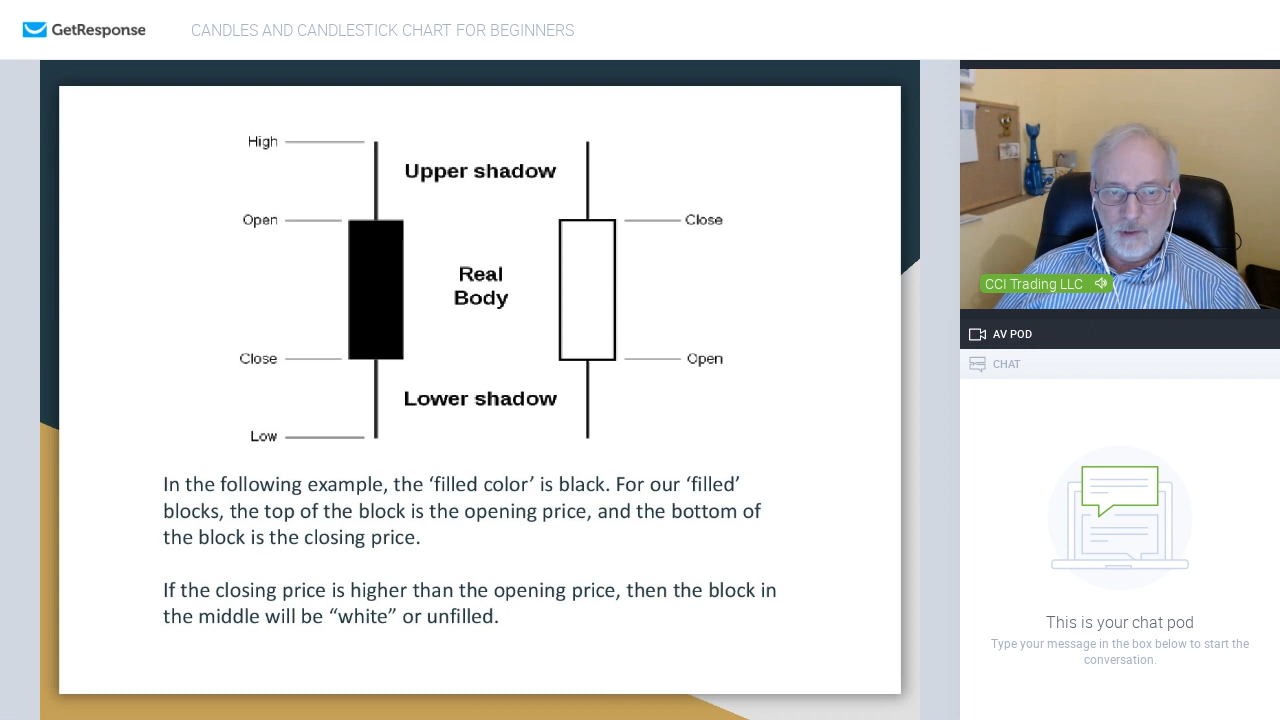 GetResponse
CANDLES AND CANDLESTICK CHART FOR BEGINNERS
High
Upper shadow
Open
Close
Real
Body
Close
Open
Lower shadow
Low
In the following example, the ‘filled color’ is black. For our ‘filled’
blocks, the top of the block is the opening price, and the bottom of
the block is the closing price.
If the closing price is higher than the opening price, then the block in
the middle will be “white” or unfilled.
CCI Trading LLC
AV POD
CHAT
This is your chat pod
Type your message in the box below to start the
conversation.